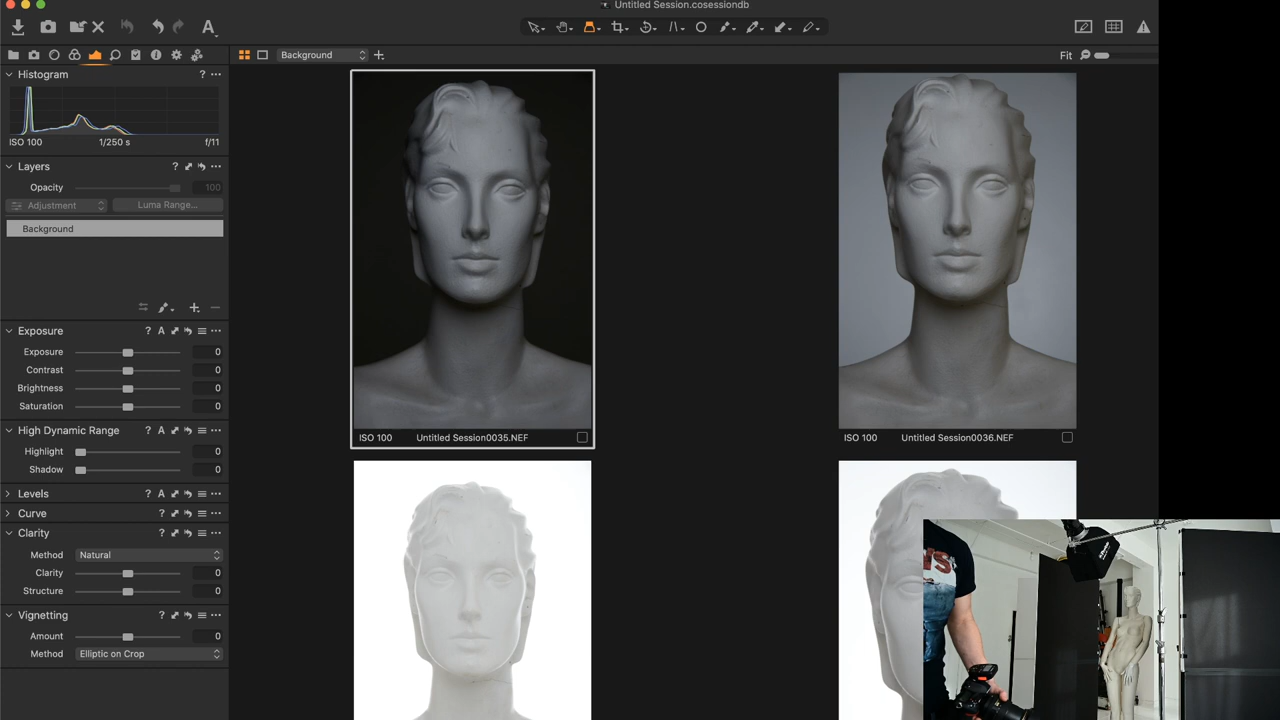 Untitled Session.cosessiondb
A
Background
Fit
Histogram ?
ISO 100 1/250 s f/11
Layers ?
Opacity 100
Adjustment Luma Range...
Background
Exposure ? A
Exposure 0
Contrast 0
Brightness 0
Saturation 0
High Dynamic Range ? A
Highlight 0
Shadow 0
Levels ? A
Curve ? A
Clarity ?
Method Natural
Clarity 0
Structure 0
Vignetting ?
Amount 0
Method Elliptic on Crop
ISO 100 Untitled Session0035.NEF
ISO 100 Untitled Session0036.NEF